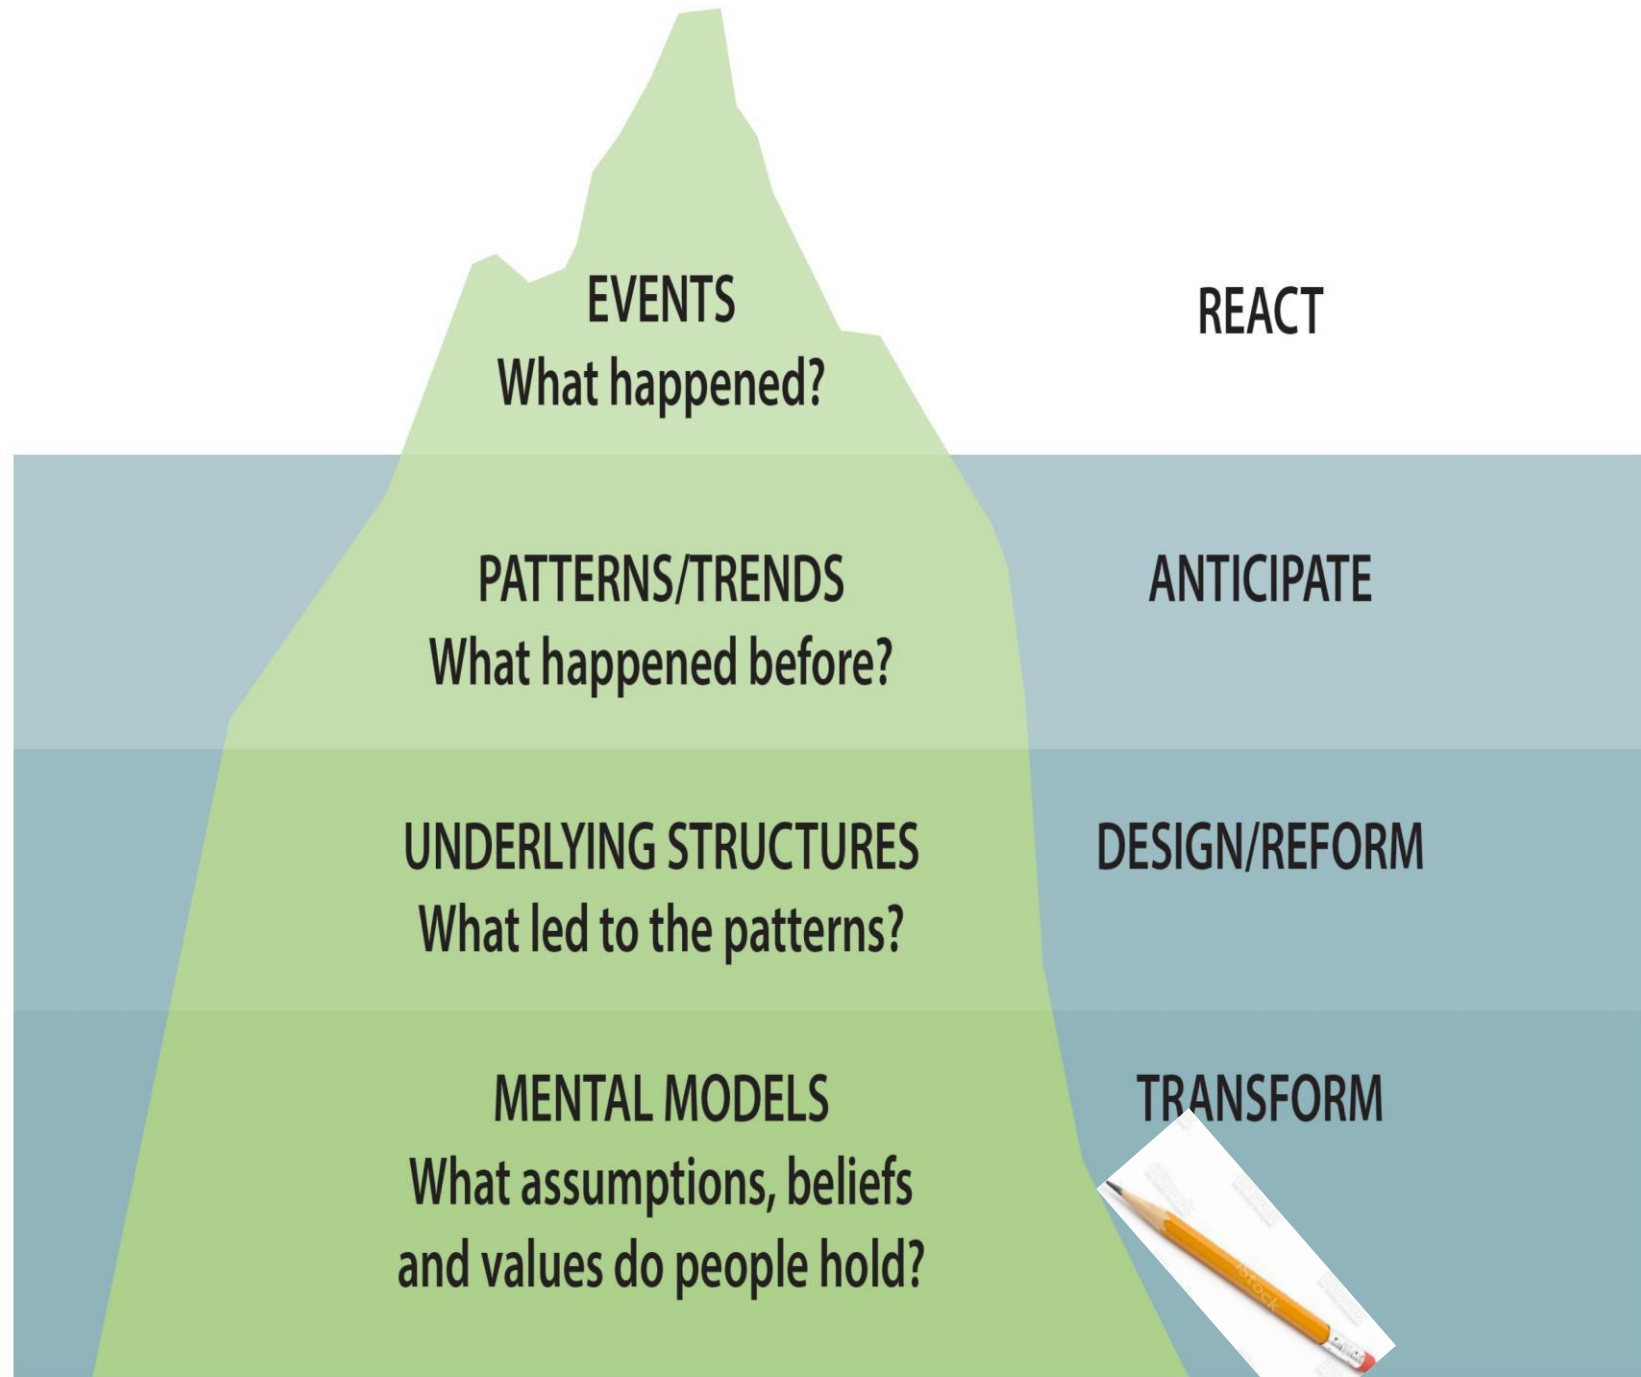 EVENTS
What happened?
REACT
PATTERNS/TRENDS
What happened before?
ANTICIPATE
UNDERLYING STRUCTURES
What led to the patterns?
DESIGN/REFORM
MENTAL MODELS
What assumptions, beliefs
and values do people hold?
TRANSFORM
iStock